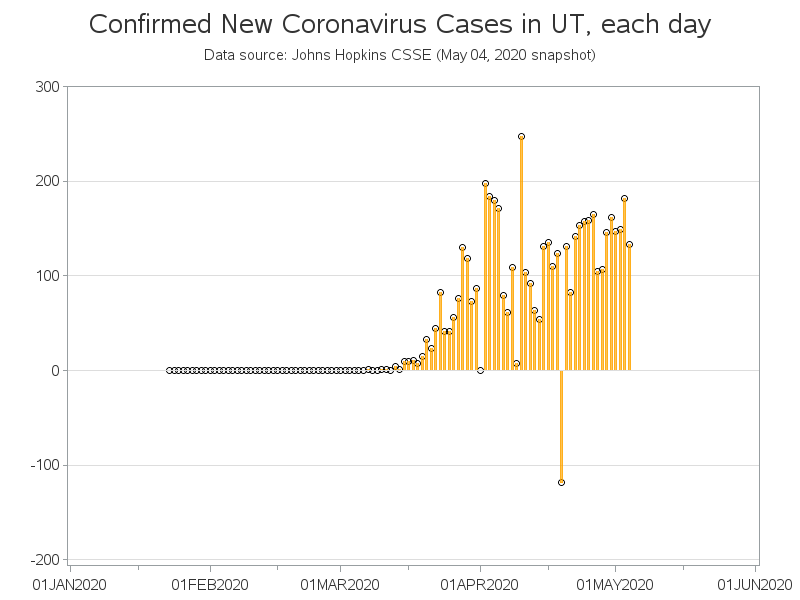 Confirmed New Coronavirus Cases in UT, each day
Data source: Johns Hopkins CSSE (May 04, 2020 snapshot)
300
200
100
0
-100
-200
01JAN2020 01FEB2020 01MAR2020 01APR2020 01MAY2020 01JUN2020